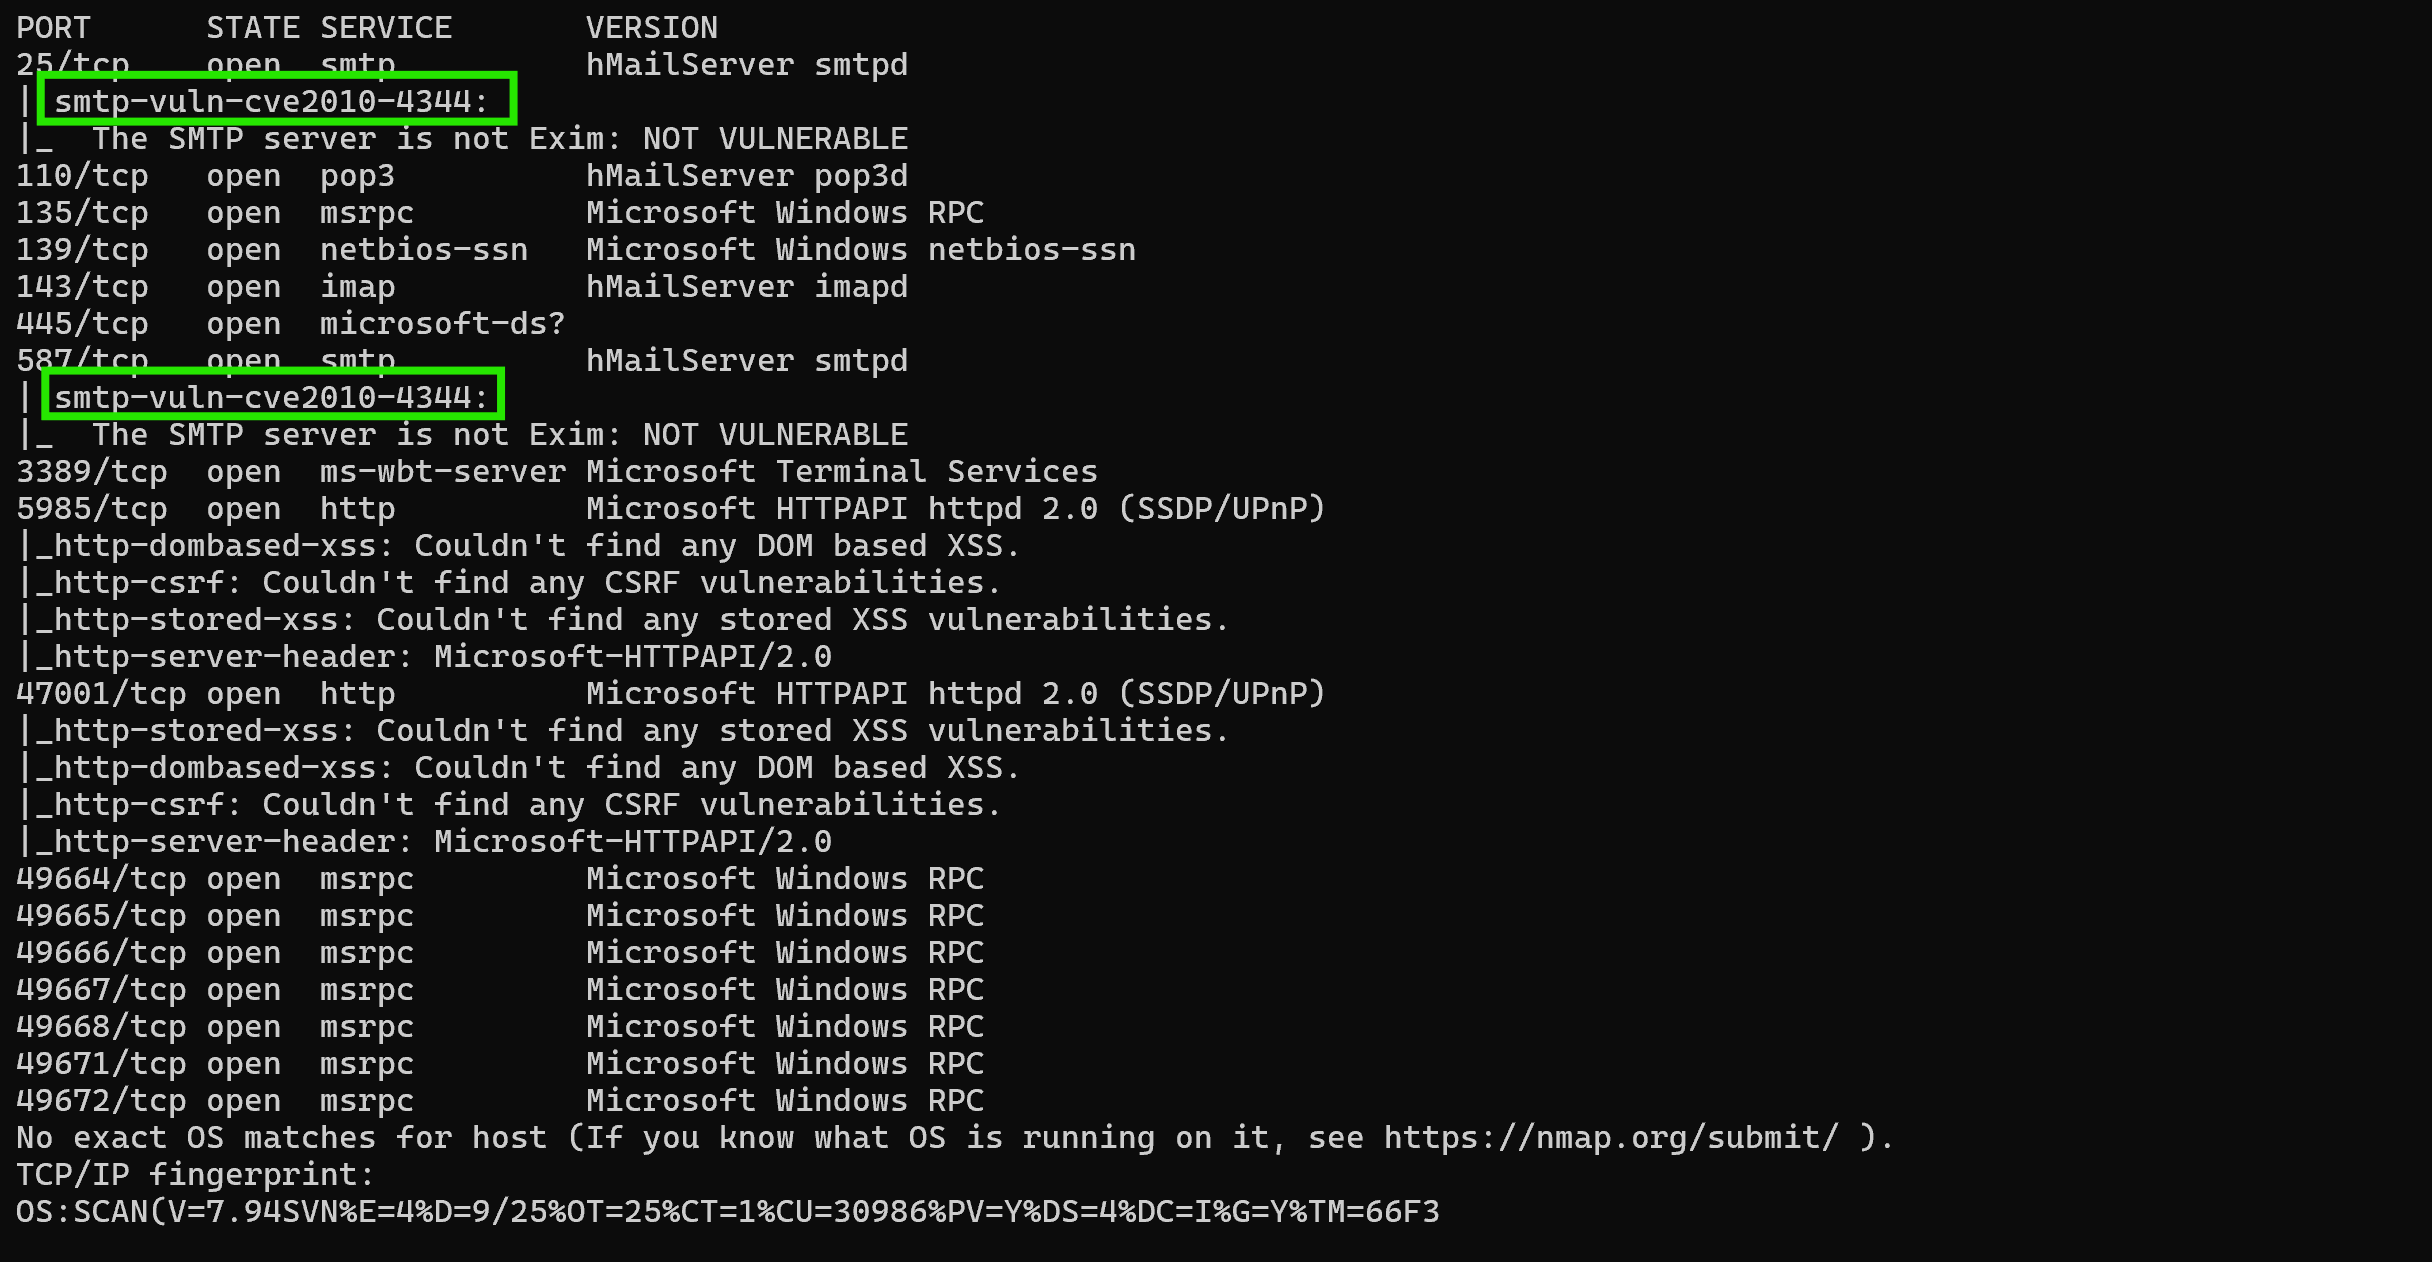 PORT      STATE SERVICE       VERSION
25/tcp    open  smtp          hMailServer smtpd
| smtp-vuln-cve2010-4344:
|_  The SMTP server is not Exim: NOT VULNERABLE
110/tcp   open  pop3          hMailServer pop3d
135/tcp   open  msrpc         Microsoft Windows RPC
139/tcp   open  netbios-ssn   Microsoft Windows netbios-ssn
143/tcp   open  imap          hMailServer imapd
445/tcp   open  microsoft-ds?
587/tcp   open  smtp          hMailServer smtpd
| smtp-vuln-cve2010-4344:
|_  The SMTP server is not Exim: NOT VULNERABLE
3389/tcp  open  ms-wbt-server Microsoft Terminal Services
5985/tcp  open  http          Microsoft HTTPAPI httpd 2.0 (SSDP/UPnP)
|_http-dombased-xss: Couldn't find any DOM based XSS.
|_http-csrf: Couldn't find any CSRF vulnerabilities.
|_http-stored-xss: Couldn't find any stored XSS vulnerabilities.
|_http-server-header: Microsoft-HTTPAPI/2.0
47001/tcp open  http          Microsoft HTTPAPI httpd 2.0 (SSDP/UPnP)
|_http-stored-xss: Couldn't find any stored XSS vulnerabilities.
|_http-dombased-xss: Couldn't find any DOM based XSS.
|_http-csrf: Couldn't find any CSRF vulnerabilities.
|_http-server-header: Microsoft-HTTPAPI/2.0
49664/tcp open  msrpc         Microsoft Windows RPC
49665/tcp open  msrpc         Microsoft Windows RPC
49666/tcp open  msrpc         Microsoft Windows RPC
49667/tcp open  msrpc         Microsoft Windows RPC
49668/tcp open  msrpc         Microsoft Windows RPC
49671/tcp open  msrpc         Microsoft Windows RPC
49672/tcp open  msrpc         Microsoft Windows RPC
No exact OS matches for host (If you know what OS is running on it, see https://nmap.org/submit/ ).
TCP/IP fingerprint:
OS:SCAN(V=7.94SVN%E=4%D=9/25%OT=25%CT=1%CU=30986%PV=Y%DS=4%DC=I%G=Y%TM=66F3